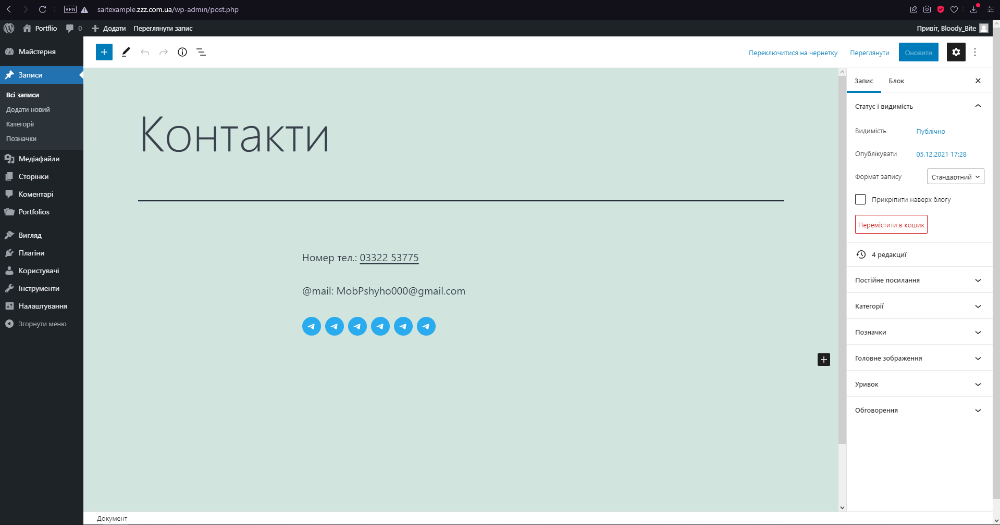 VPN
saitexample.zzz.com.ua/wp-admin/post.php
Portflio
0
Додати
Переглянути запис
Привіт, Bloody_Bite
Майстерня
Записи
Всі записи
Додати новий
Категорії
Позначки
Медіафайли
Сторінки
Коментарі
Portfolios
Вигляд
Плагіни
Користувачі
Інструменти
Налаштування
Згорнути меню
Переключитися на чернетку
Переглянути
Оновити
Контакти
Номер тел.: 03322 53775
@mail: MobPshyho000@gmail.com
Документ
Запис
Блок
Статус і видимість
Видимість
Публічно
Опублікувати
05.12.2021 17:28
Формат запису
Стандартний
Прикріпити наверх блогу
Перемістити в кошик
4 редакції
Постійне посилання
Категорії
Позначки
Головне зображення
Уривок
Обговорення